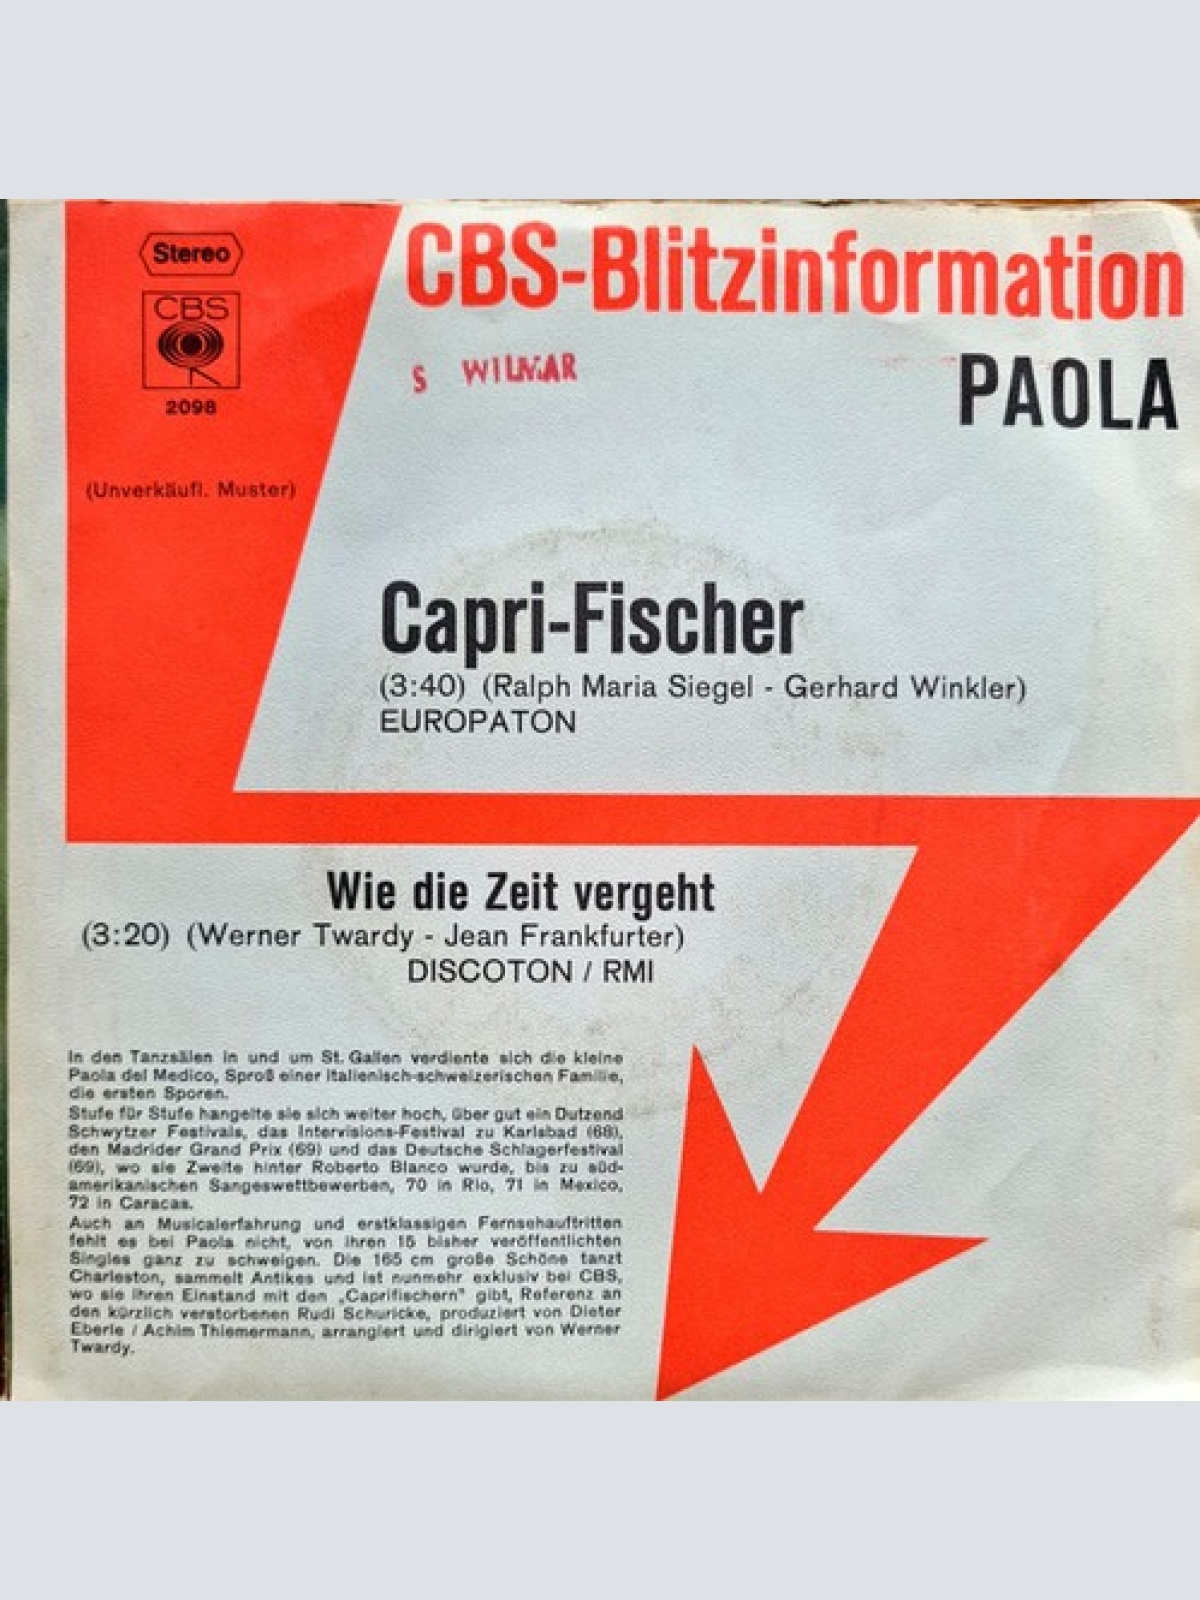 Stereo
CBS
2098
(Unverkäufl. Muster)
CBS-Blitzinformation
S WILMAR
PAOLA
Capri-Fischer
(3:40) (Ralph Maria Siegel - Gerhard Winkler)
EUROPATON
Wie die Zeit vergeht
(3:20) (Werner Twardy - Jean Frankfurter)
DISCOTON / RMI
In den Tanzsälen in und um St. Gallen verdiente sich die kleine
Paola del Medico, Sproß einer italienisch-schweizerischen Familie,
die ersten Sporen.
Stufe für Stufe hangelte sie sich weiter hoch, über gut ein Dutzend
Schwytzer Festivals, das Intervisions-Festival zu Karlsbad (68),
den Madrider Grand Prix (69) und das Deutsche Schlagerfestival
(69), wo sie Zweite hinter Roberto Blanco wurde, bis zu süd-
amerikanischen Sangeswettbewerben, 70 in Rio, 71 in Mexico,
72 in Caracas.
Auch an Musicalerfahrung und erstklassigen Fernsehauftritten
fehlt es bei Paola nicht, von ihren 15 bisher veröffentlichten
Singles ganz zu schweigen. Die 165 cm große Schöne tanzt
Charleston, sammelt Antikes und ist nunmehr exklusiv bei CBS,
wo sie ihren Einstand mit den „Caprifischern" gibt, Referenz an
den kürzlich verstorbenen Rudi Schuricke, produziert von Dieter
Eberle / Achim Thiemermann, arrangiert und dirigiert von Werner
Twardy.